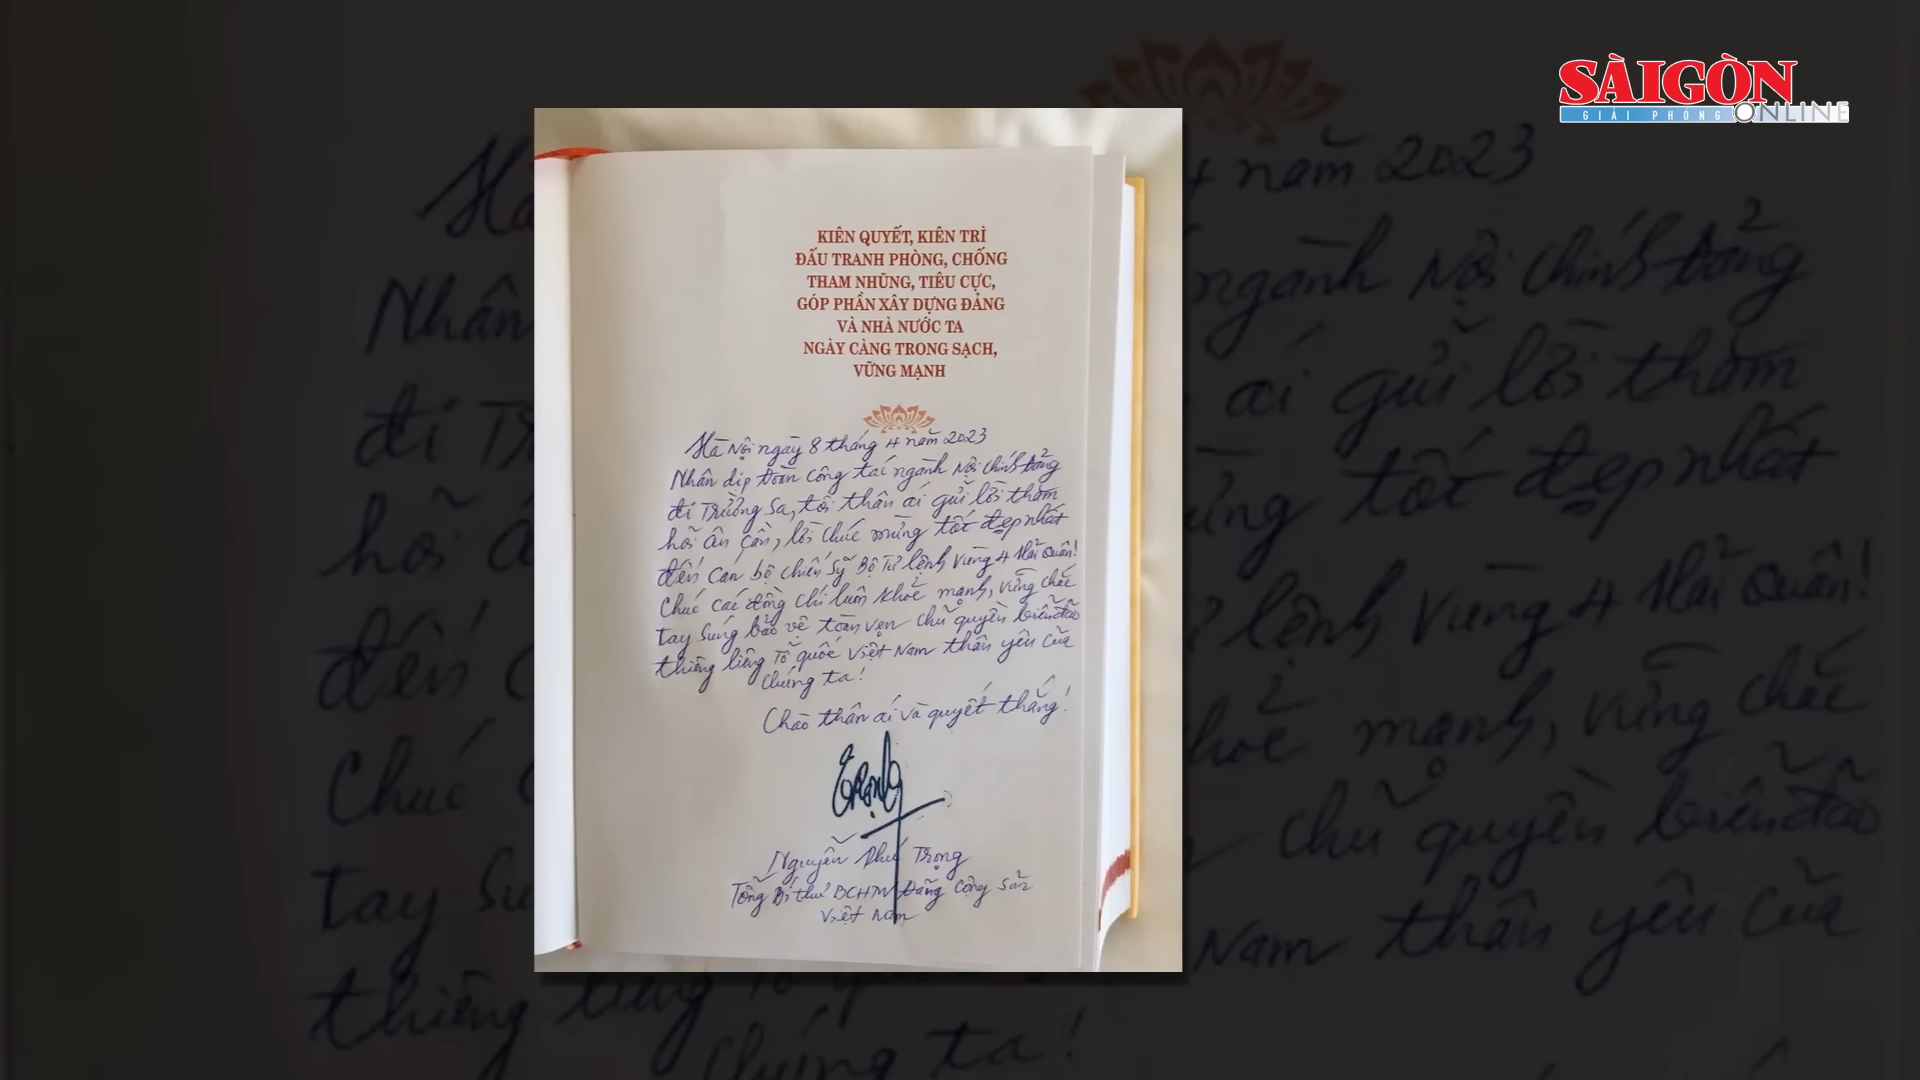 SÀIGÒN
GIẢI PHÓNG ONLINE
KIÊN QUYẾT, KIÊN TRÌ
ĐẤU TRANH PHÒNG, CHỐNG
THAM NHŨNG, TIÊU CỰC,
GÓP PHẦN XÂY DỰNG ĐẢNG
VÀ NHÀ NƯỚC TA
NGÀY CÀNG TRONG SẠCH,
VỮNG MẠNH
Hà Nội ngày 8 tháng 4 năm 2023
Nhân dịp Đoàn công tác ngành Nội chính Đảng
đi Trường Sa, tôi thân ái gửi lời thăm
hỏi ân cần, lời chúc mừng tốt đẹp nhất
đến cán bộ chiến sỹ Bộ Tư lệnh Vùng 4 Hải Quân!
Chúc các đồng chí luôn khỏe mạnh, vững chắc
tay súng bảo vệ toàn vẹn chủ quyền biển đảo
thiêng liêng Tổ quốc Việt Nam thân yêu của
chúng ta!
Chào thân ái và quyết thắng!
Trọng
Nguyễn Phú Trọng
Tổng Bí thư BCHTW Đảng Cộng sản
Việt Nam